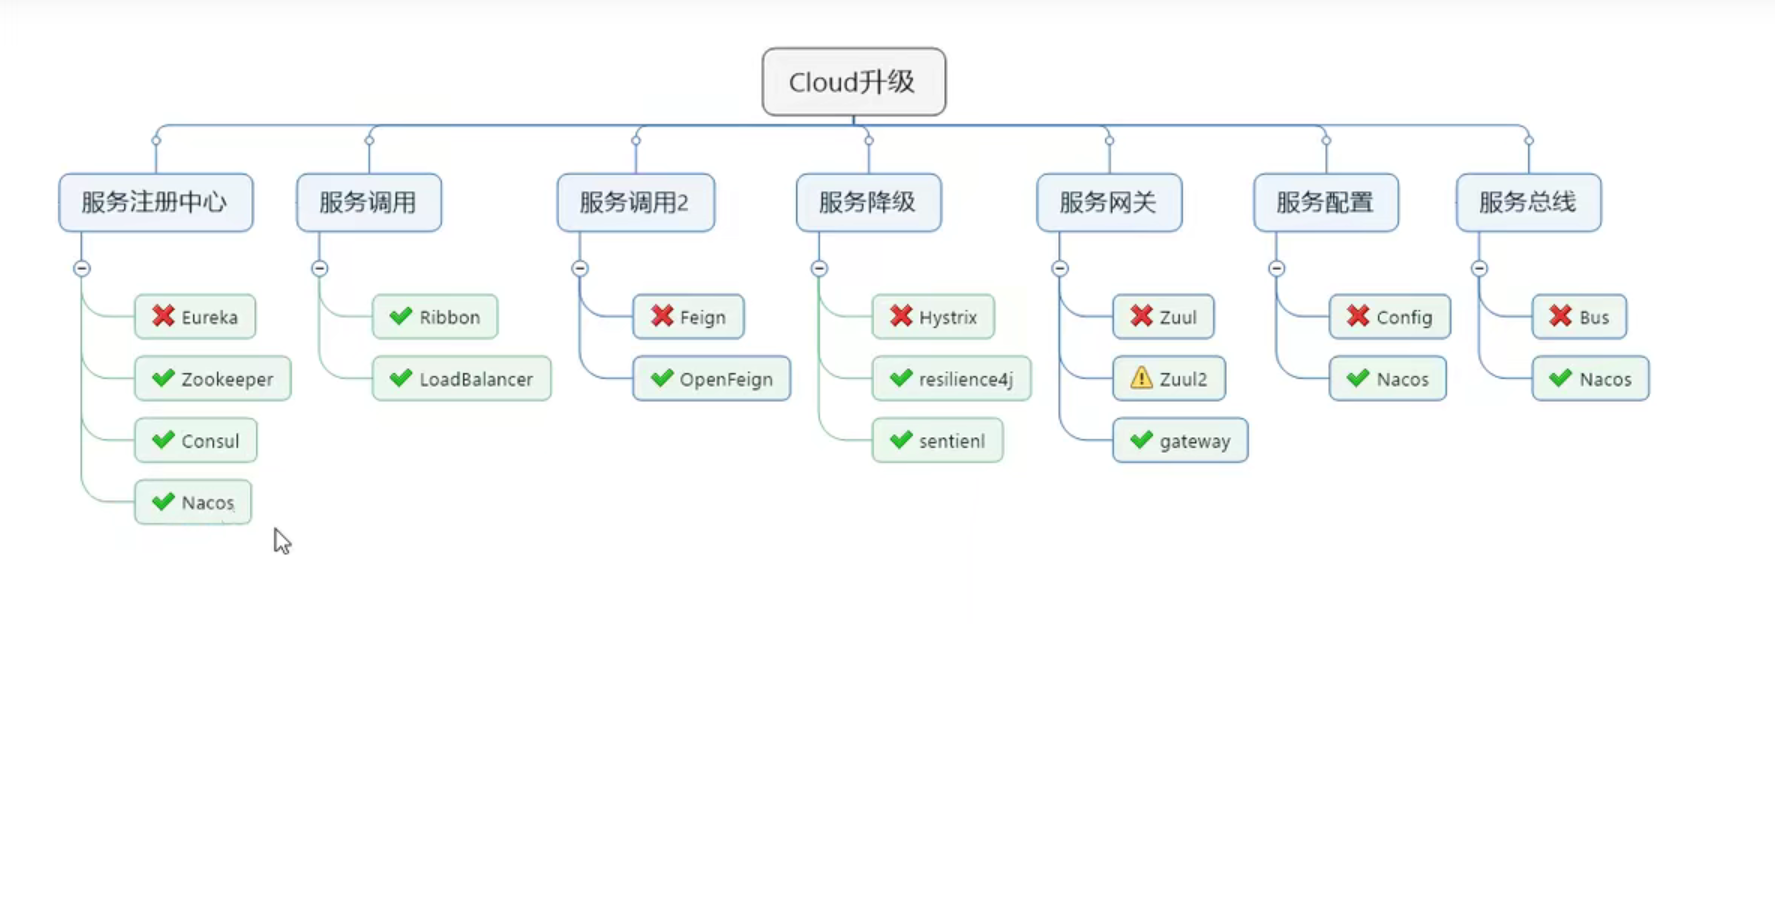 Cloud升级
服务注册中心
服务调用
服务调用2
服务降级
服务网关
服务配置
服务总线
Eureka
Zookeeper
Consul
Nacos
Ribbon
LoadBalancer
Feign
OpenFeign
Hystrix
resilience4j
sentienl
Zuul
Zuul2
gateway
Config
Nacos
Bus
Nacos